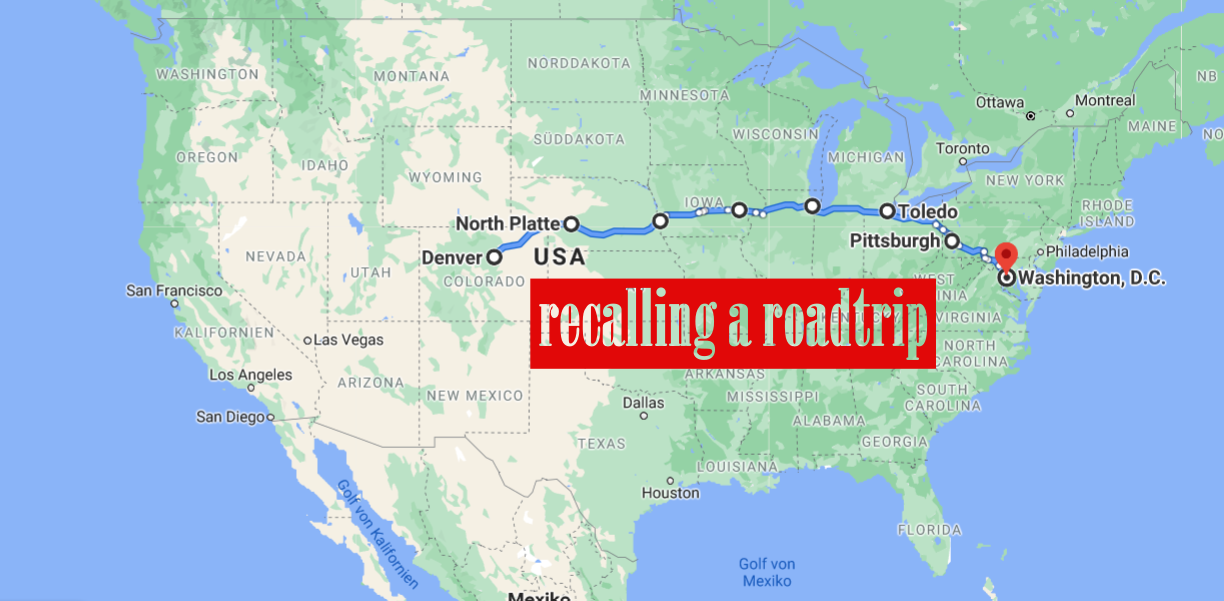 NORDDAKOTA
WASHINGTON
MONTANA
NB
MINNESOTA
Ottawa
Montreal
MAINE
NO
WISCONSIN
SÜDDAKOTA
Toronto
MICHIGAN
OREGON
IDAHO
WYOMING
NEW YORK
IOWA
RHODE
ISLAND
Toledo
North Platte
Pittsburgh
Philadelphia
NEVADA
Denver
USA
UTAH
COLORADO
WEST
VIRGINIA
Washington, D.C.
San Francisco
KENTUCKY
VIRGINIA
recalling a roadtrip
KALIFORNIEN
Las Vegas
NORTH
CAROLINA
Los Angeles
ARIZONA
ARKANSAS
NEW MEXICO
MISSISSIPPI
SOUTH
CAROLINA
San Diego
Dallas
ALABAMA
TEXAS
GEORGIA
LOUISIANA
Houston
Golf von Kalifornien
FLORIDA
Golf von
Mexiko
Mexiko